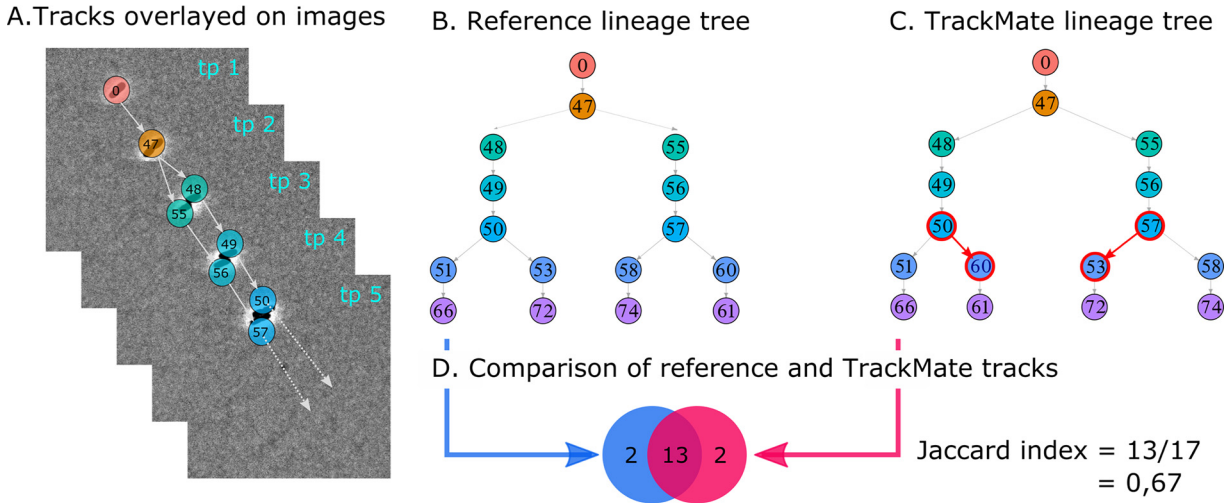 A.Tracks overlayed on images
tp 1
0
tp 2
47
tp 3
48
55
tp 4
49
56
tp 5
50
57
B. Reference lineage tree
0
47
48 55
49 56
50 57
51 53 58 60
66 72 74 61
C. TrackMate lineage tree
0
47
48 55
49 56
50 57
51 60 53 58
66 61 72 74
D. Comparison of reference and TrackMate tracks
2 13 2
Jaccard index = 13/17
= 0,67